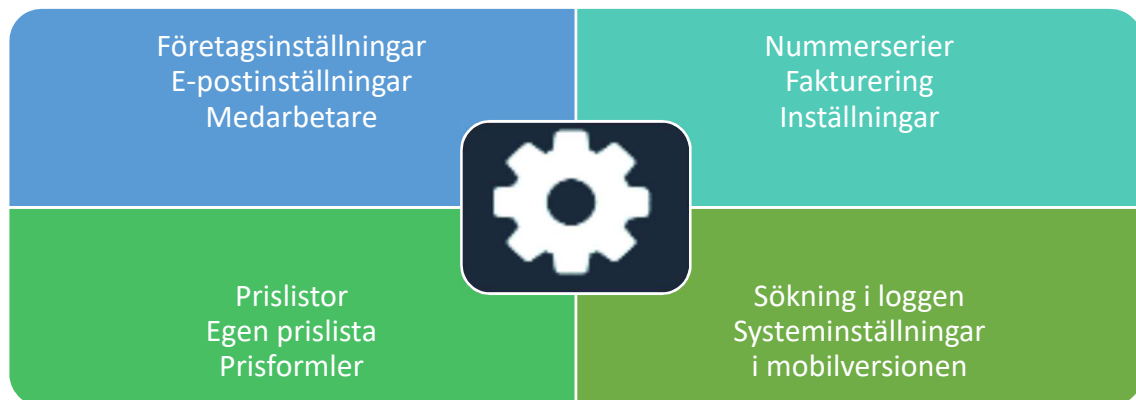 Företagsinställningar
E-postinställningar
Medarbetare
Nummerserier
Fakturering
Inställningar
Prislistor
Egen prislista
Prisformler
Sökning i loggen
Systeminställningar
i mobilversionen